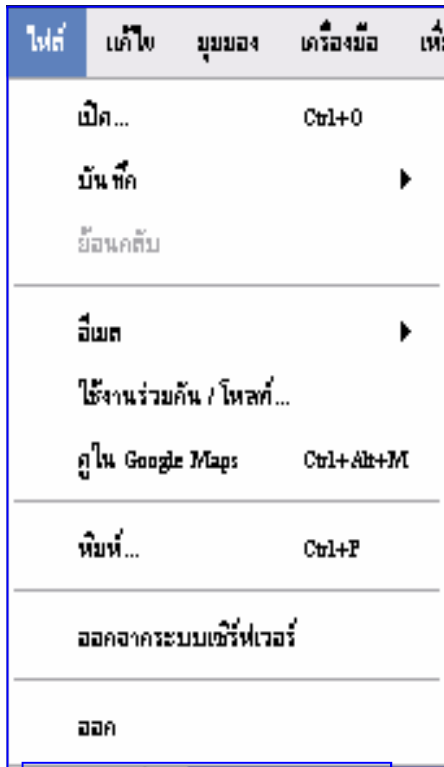 ไฟล์ แก้ไข มุมมอง เครื่องมือ
เปิด... Ctrl+O
บันทึก
ย้อนกลับ
อีเมล
ใช้งานร่วมกัน / โพสต์...
ดูใน Google Maps Ctrl+Alt+M
พิมพ์... Ctrl+P
ออกจากระบบเซิร์ฟเวอร์
ออก